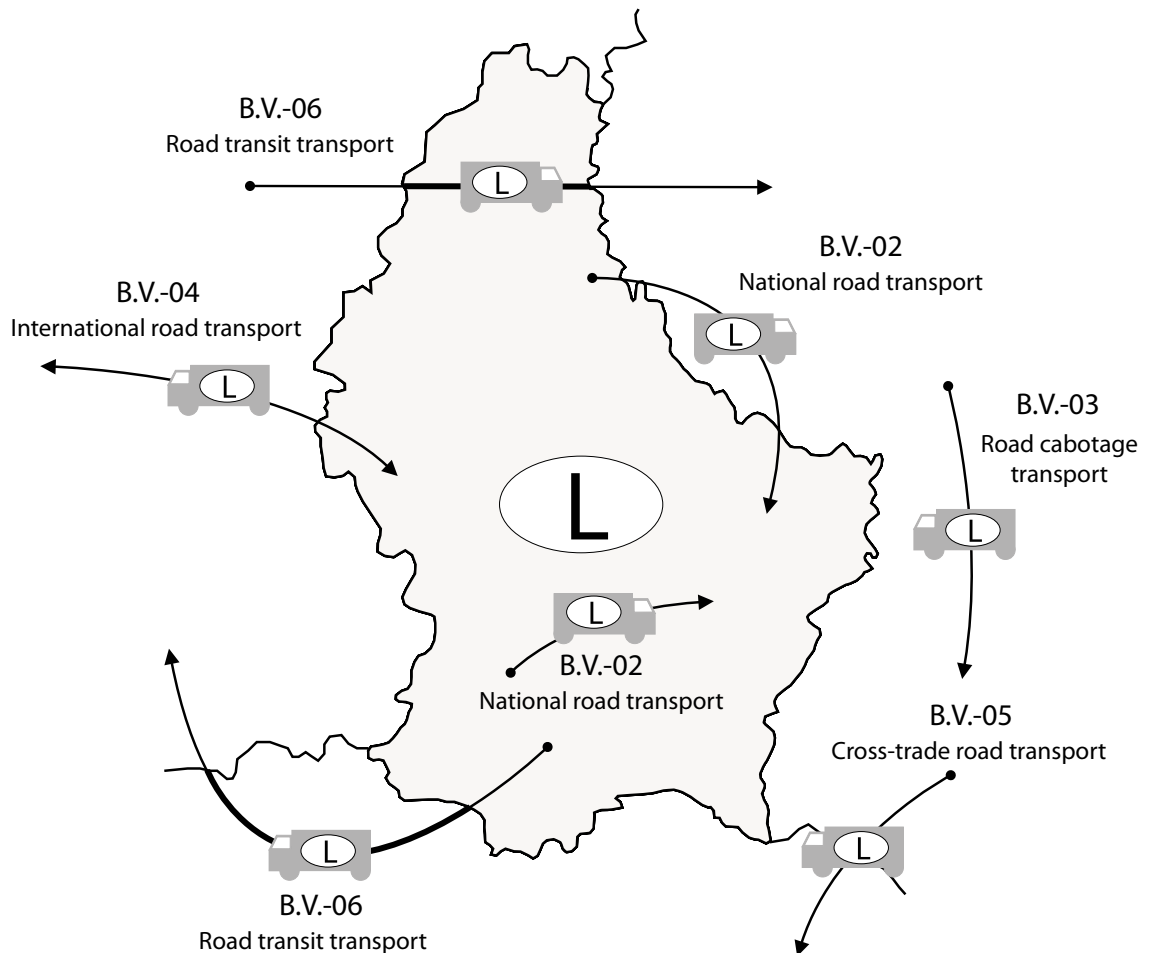 B.V.-06
Road transit transport
L
B.V.-02
National road transport
L
B.V.-04
International road transport
L
B.V.-03
Road cabotage
transport
L
L
L
B.V.-02
National road transport
B.V.-05
Cross-trade road transport
L
L
B.V.-06
Road transit transport